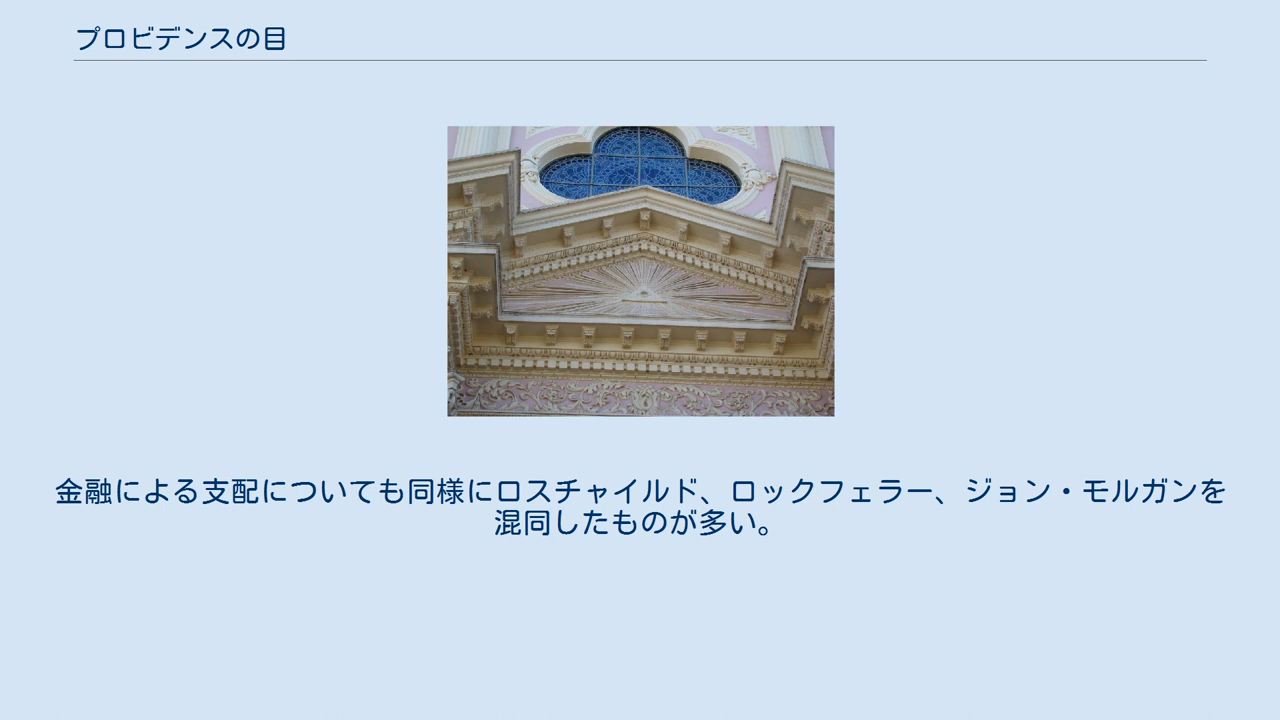 プロビデンスの目
金融による支配についても同様にロスチャイルド、ロックフェラー、ジョン・モルガンを
混同したものが多い。